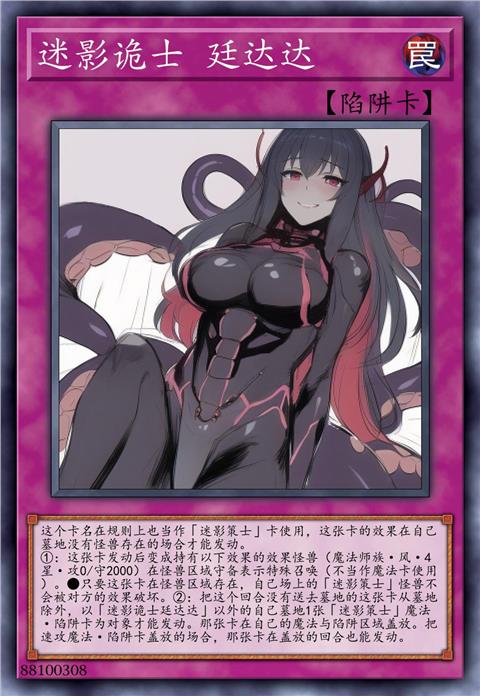 迷影诡士 廷达达
罠
【陷阱卡】
这个卡名在规则上也当作「迷影策士」卡使用，这张卡的效果在自己
墓地没有怪兽存在的场合才能发动。
①：这张卡发动后变成持有以下效果的效果怪兽（魔法师族·风·4
星·攻0/守2000）在怪兽区域守备表示特殊召唤（不当作魔法卡使用
）。●只要这张卡在怪兽区域存在，自己场上的「迷影策士」怪兽不
会被对方的效果破坏。②：把这个回合没有送去墓地的这张卡从墓地
除外，以「迷影诡士廷达达」以外的自己墓地1张「迷影策士」魔法
·陷阱卡为对象才能发动。那张卡在自己的魔法与陷阱区域盖放。把
速攻魔法·陷阱卡盖放的场合，那张卡在盖放的回合也能发动。
88100308